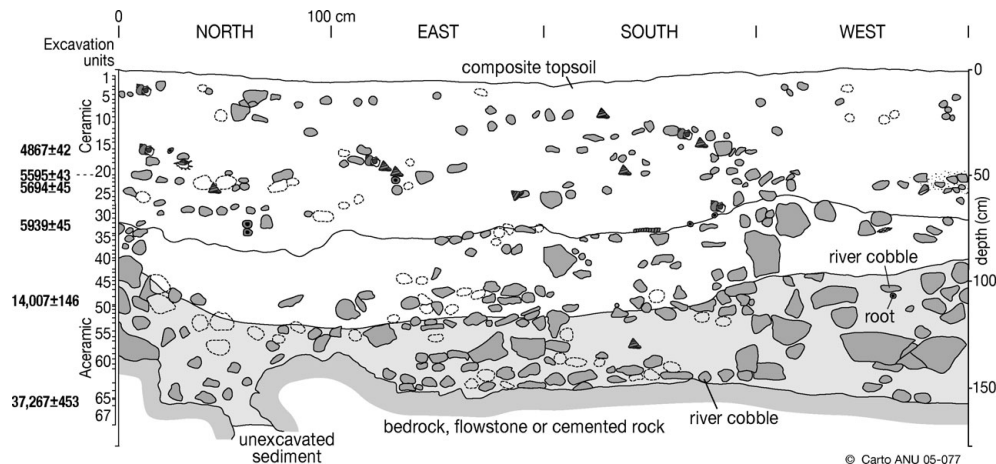 0 100 cm
NORTH EAST SOUTH WEST
Excavation
units
composite topsoil
Ceramic
Aceramic
1
5
10
15
20
25
30
35
40
45
50
55
60
65
67
4867±42
5595±43
5694±45
5939±45
14,007±146
37,267±453
0
50
100
150
depth (cm)
river cobble
root
river cobble
bedrock, flowstone or cemented rock
unexcavated
sediment
© Carto ANU 05-077